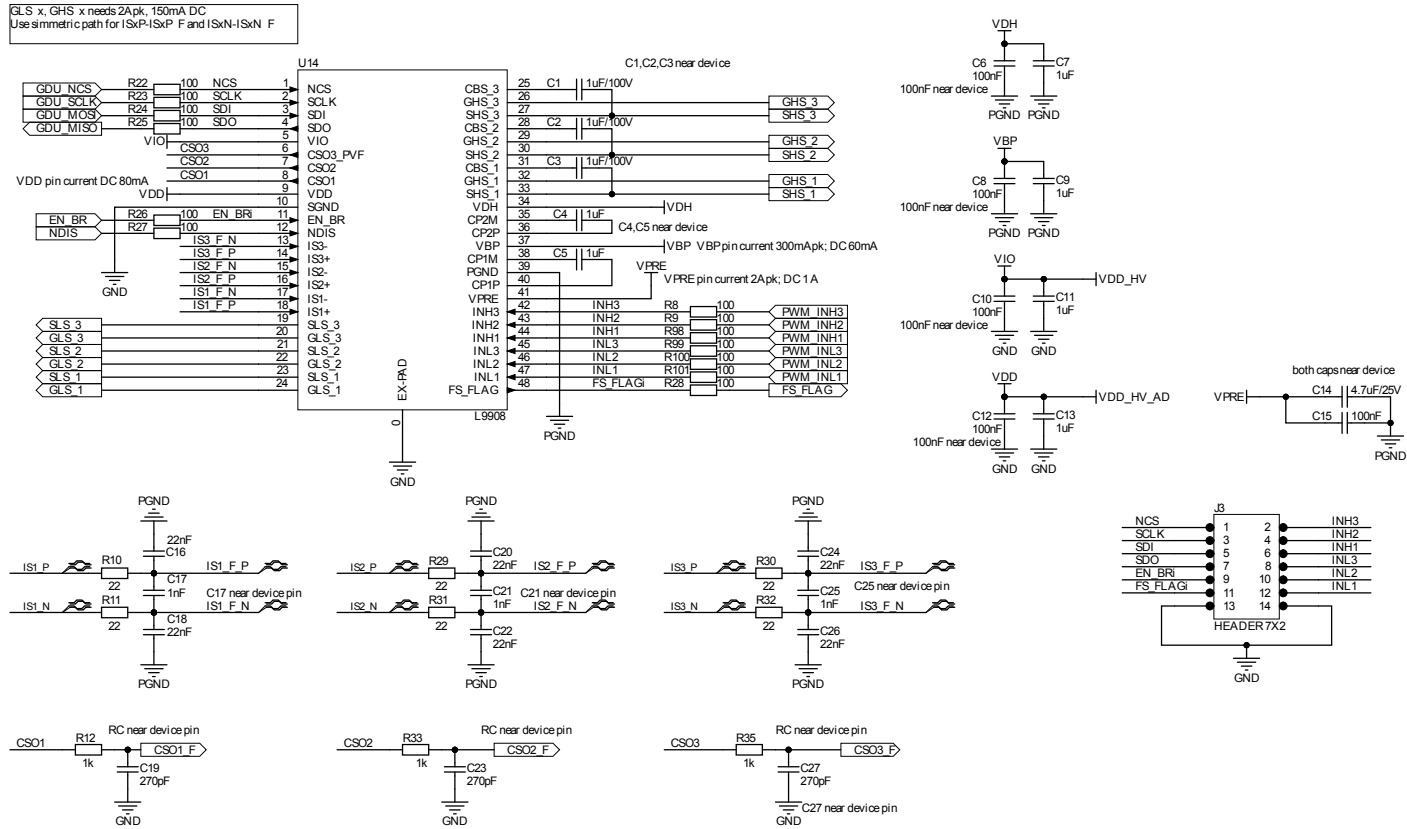 GLS x, GHS x needs 2Apk, 150mA DC
Use simmetric path for ISxP-ISxP F and ISxN-ISxN F
U14
C1,C2,C3 near device
GDU_NCS R22 100 NCS 1 NCS
GDU_SCLK R23 100 SCLK 2 SCLK
GDU_MOSI R24 100 SDI 3 SDI
GDU_MISO R25 100 SDO 4 SDO
VIO 5 VIO
CSO3 6 CSO3_PVF
CSO2 7 CSO2
CSO1 8 CSO1
VDD pin current DC 80mA
VDD 9 VDD
10 SGND
EN_BR R26 100 EN_BRi 11 EN_BR
NDIS R27 100 12 NDIS
IS3_F_N 13 IS3-
IS3_F_P 14 IS3+
IS2_F_N 15 IS2-
IS2_F_P 16 IS2+
IS1_F_N 17 IS1-
IS1_F_P 18 IS1+
GND
SLS_3 19 SLS_3
GLS_3 20 GLS_3
SLS_2 21 SLS_2
GLS_2 22 GLS_2
SLS_1 23 SLS_1
GLS_1 24 GLS_1
CBS_3 25 C1 1uF/100V
GHS_3 26 GHS_3
SHS_3 27 SHS_3
CBS_2 28 C2 1uF/100V
GHS_2 29 GHS_2
SHS_2 30 SHS_2
CBS_1 31 C3 1uF/100V
GHS_1 32 GHS_1
SHS_1 33 SHS_1
VDH 34 VDH
CP2M 35 C4 1uF
CP2P 36 C4,C5 near device
VBP 37 VBP VBP pin current 300mApk; DC 60mA
CP1M 38 C5 1uF
PGND 39 VPRE
CP1P 40 VPRE pin current 2Apk; DC 1 A
VPRE 41
INH3 42 INH3 R8 100 PWM_INH3
INH2 43 INH2 R9 100 PWM_INH2
INH1 44 INH1 R98 100 PWM_INH1
INL3 45 INL3 R99 100 PWM_INL3
INL2 46 INL2 R100 100 PWM_INL2
INL1 47 INL1 R101 100 PWM_INL1
FS_FLAG 48 FS_FLAGi R28 100 FS_FLAG
EX-PAD
0
L9908
PGND
GND
VDH
C6 C7
100nF 1uF
100nF near device
PGND PGND
VBP
C8 C9
100nF 1uF
100nF near device
PGND PGND
VIO
VDD_HV
C10 C11
100nF 1uF
100nF near device
GND GND
VDD
VDD_HV_AD
C12 C13
100nF 1uF
100nF near device
GND GND
both caps near device
VPRE C14 4.7uF/25V
C15 100nF
PGND
PGND
22nF
C16
IS1_P R10 IS1_F_P
22 C17
1nF C17 near device pin
IS1_N R11 IS1_F_N
22 C18
22nF
PGND
PGND
C20
22nF
IS2_P R29 IS2_F_P
22 C21
1nF C21 near device pin
IS2_N R31 IS2_F_N
22 C22
22nF
PGND
PGND
C24
22nF
IS3_P R30 IS3_F_P
22 C25
1nF C25 near device pin
IS3_N R32 IS3_F_N
22 C26
22nF
PGND
J3
NCS 1 2 INH3
SCLK 3 4 INH2
SDI 5 6 INH1
SDO 7 8 INL3
EN_BRi 9 10 INL2
FS_FLAGi 11 12 INL1
13 14
HEADER 7X2
GND
RC near device pin
CSO1 R12 CSO1_F
1k C19
270pF
GND
RC near device pin
CSO2 R33 CSO2_F
1k C23
270pF
GND
RC near device pin
CSO3 R35 CSO3_F
1k C27
270pF
C27 near device pin
GND